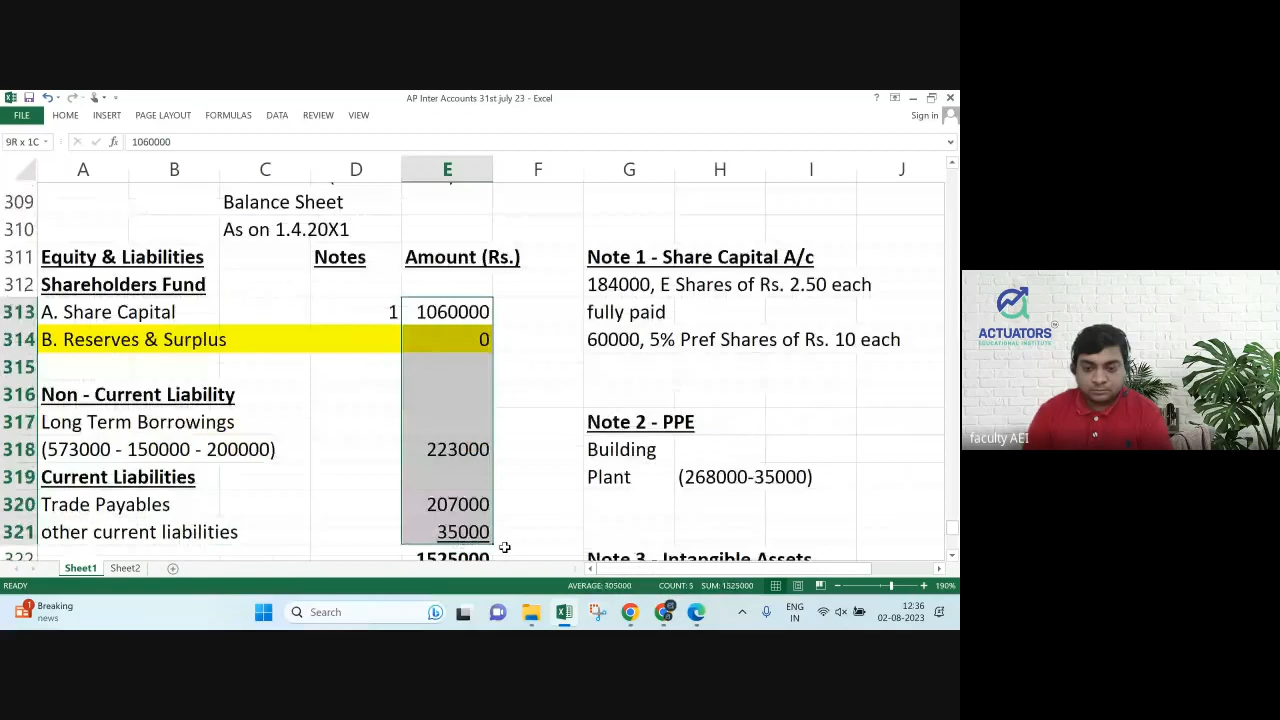 AP Inter Accounts 31st july 23 - Excel
FILE HOME INSERT PAGE LAYOUT FORMULAS DATA REVIEW VIEW Sign in
9R x 1C fx 1060000
A B C D E F G H I J
309 Balance Sheet
310 As on 1.4.20X1
311 Equity & Liabilities Notes Amount (Rs.) Note 1 - Share Capital A/c
312 Shareholders Fund 184000, E Shares of Rs. 2.50 each
313 A. Share Capital 1 1060000 fully paid
314 B. Reserves & Surplus 0 60000, 5% Pref Shares of Rs. 10 each
315
316 Non - Current Liability
317 Long Term Borrowings Note 2 - PPE
318 (573000 - 150000 - 200000) 223000 Building
319 Current Liabilities Plant (268000-35000)
320 Trade Payables 207000
321 other current liabilities 35000
322 1525000 Note 3 - Intangible Assets
Sheet1 Sheet2
READY AVERAGE: 305000 COUNT: 5 SUM: 1525000 190%
1 Breaking news Search ENG IN 12:36 02-08-2023
ACTUATORS TM
EDUCATIONAL INSTITUTE
faculty AEI